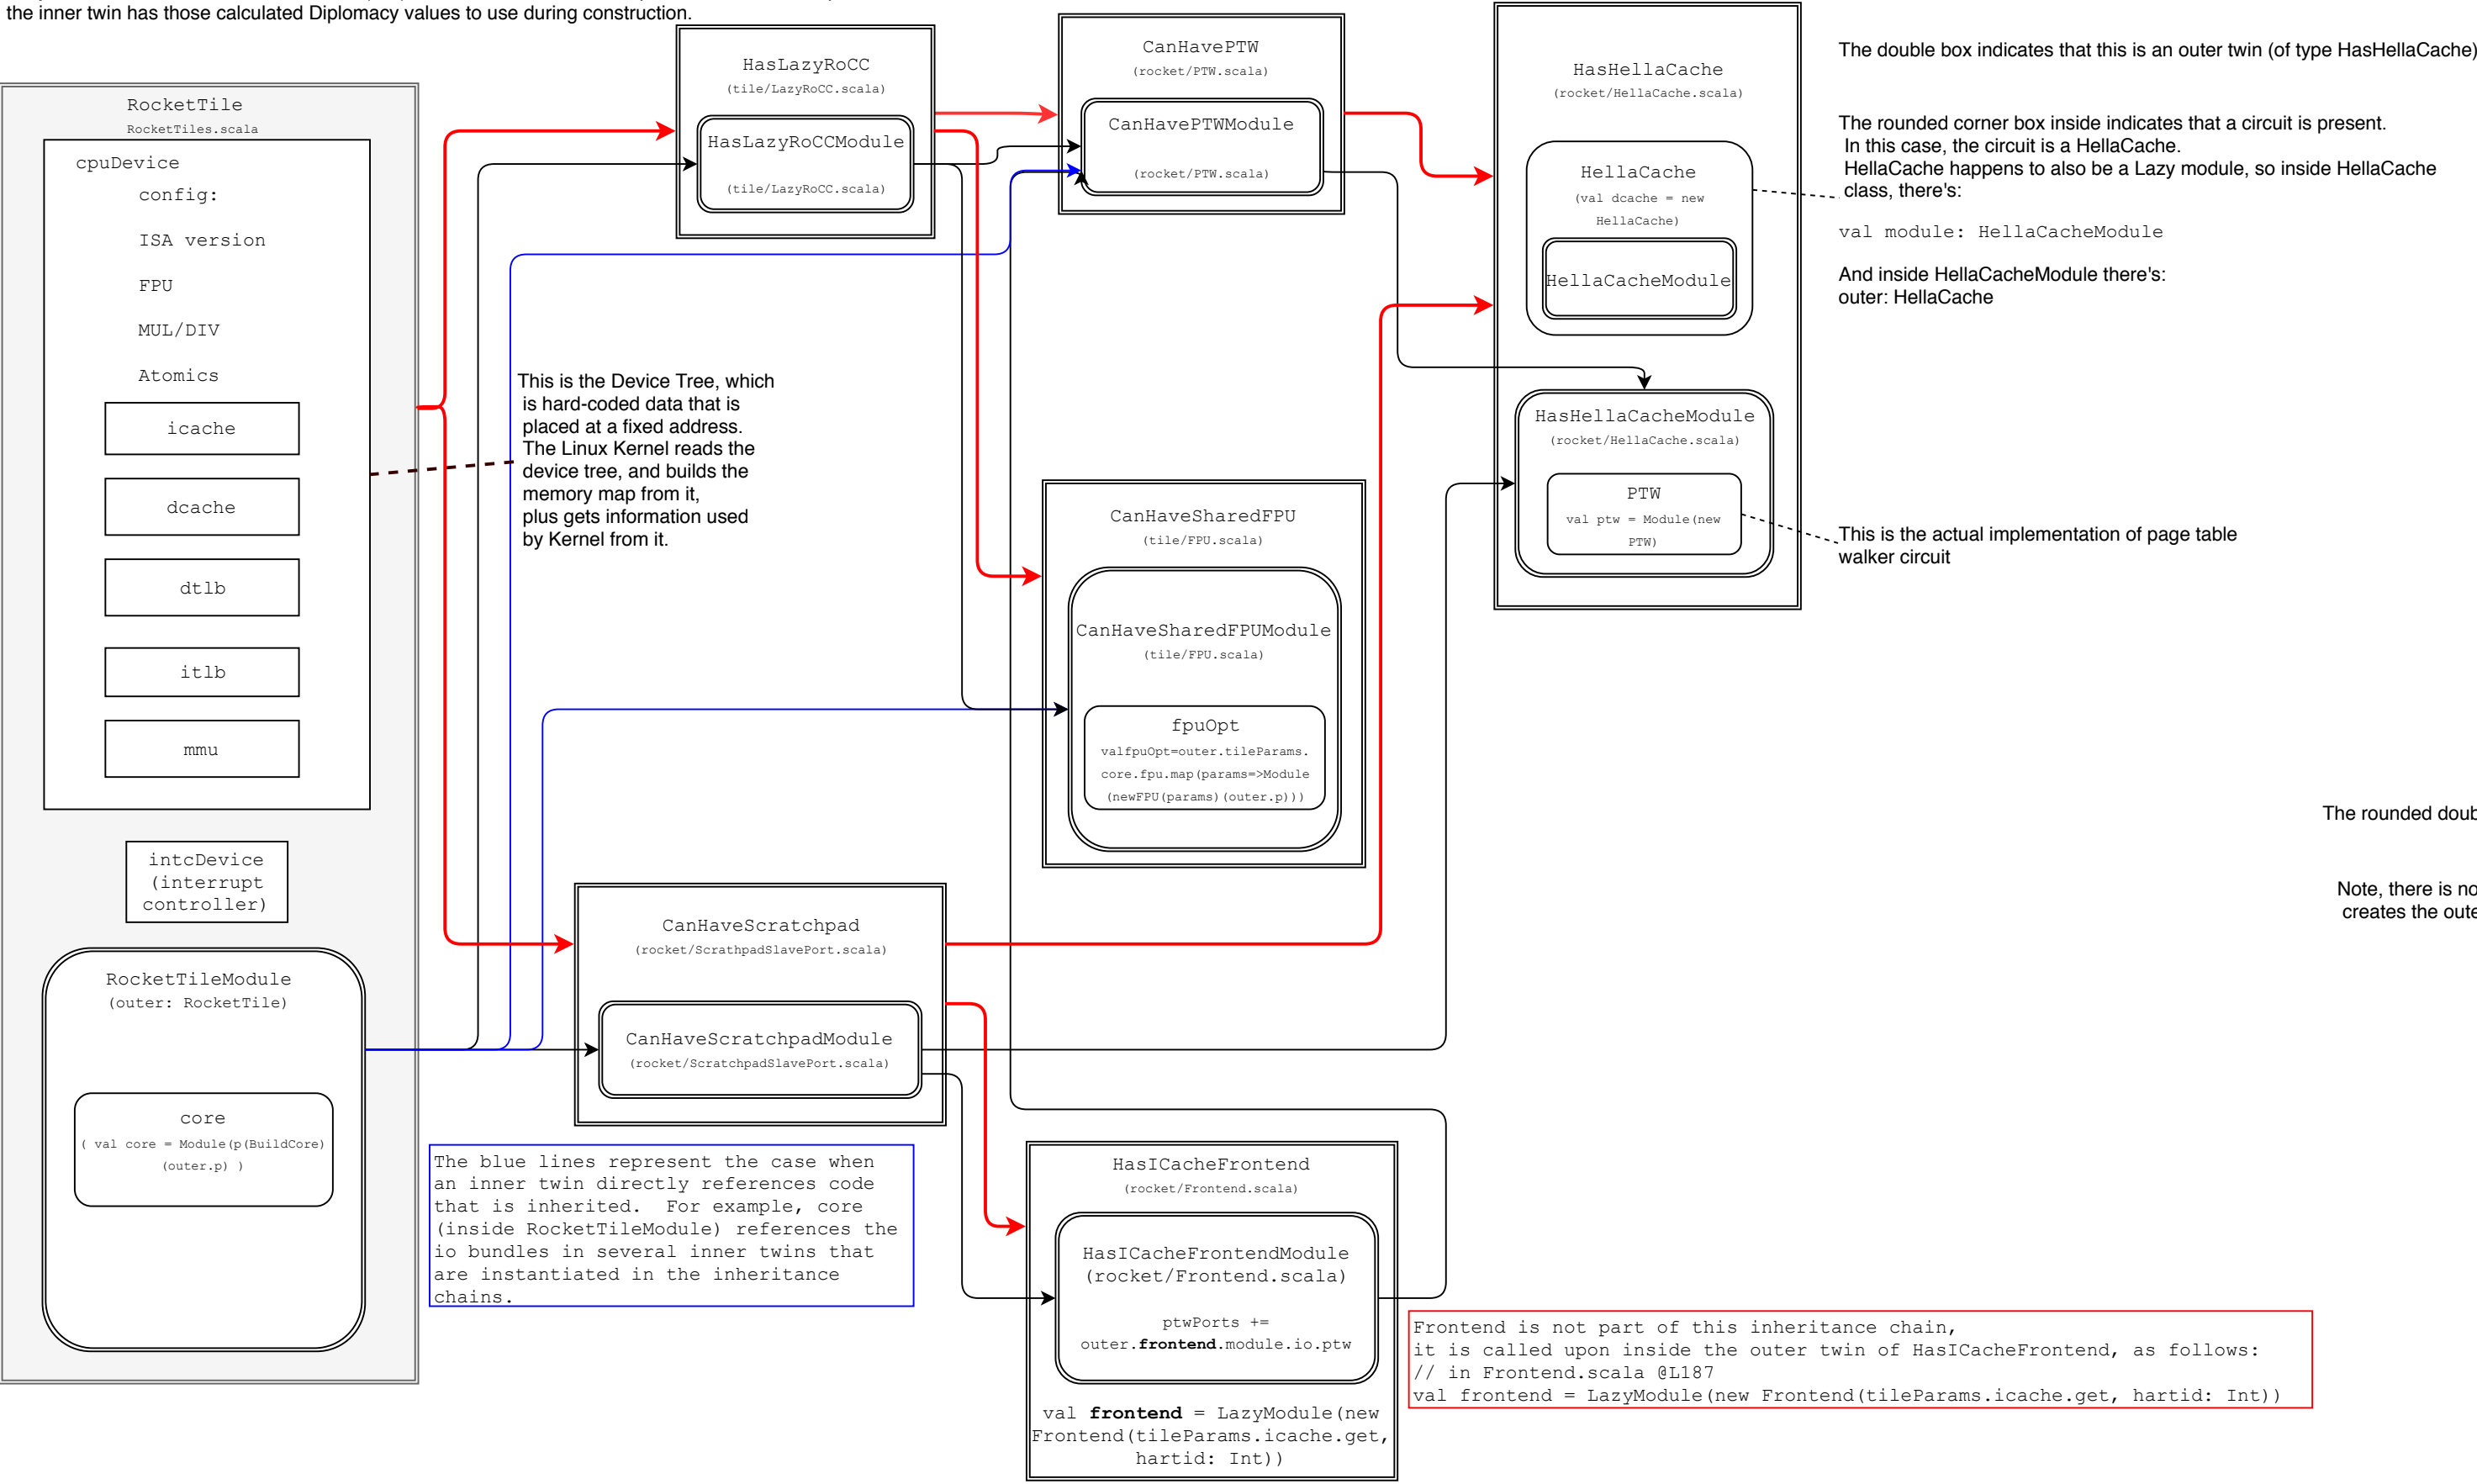 the inner twin has those calculated Diplomacy values to use during construction.
RocketTile
RocketTiles.scala
cpuDevice
config:
ISA version
FPU
MUL/DIV
Atomics
icache
dcache
dtlb
itlb
mmu
intcDevice
(interrupt
controller)
RocketTileModule
(outer: RocketTile)
core
( val core = Module(p(BuildCore)
(outer.p) )
This is the Device Tree, which
is hard-coded data that is
placed at a fixed address.
The Linux Kernel reads the
device tree, and builds the
memory map from it,
plus gets information used
by Kernel from it.
HasLazyRoCC
(tile/LazyRoCC.scala)
HasLazyRoCCModule
(tile/LazyRoCC.scala)
CanHavePTW
(rocket/PTW.scala)
CanHavePTWModule
(rocket/PTW.scala)
HasHellaCache
(rocket/HellaCache.scala)
HellaCache
(val dcache = new
HellaCache)
HellaCacheModule
HasHellaCacheModule
(rocket/HellaCache.scala)
PTW
val ptw = Module(new
PTW)
The double box indicates that this is an outer twin (of type HasHellaCache)
The rounded corner box inside indicates that a circuit is present.
In this case, the circuit is a HellaCache.
HellaCache happens to also be a Lazy module, so inside HellaCache
class, there's:
val module: HellaCacheModule
And inside HellaCacheModule there's:
outer: HellaCache
This is the actual implementation of page table
walker circuit
CanHaveSharedFPU
(tile/FPU.scala)
CanHaveSharedFPUModule
(tile/FPU.scala)
fpuOpt
valfpuOpt=outer.tileParams.
core.fpu.map(params=>Module
(newFPU(params)(outer.p)))
The rounded doub
Note, there is no
creates the oute
CanHaveScratchpad
(rocket/ScrathpadSlavePort.scala)
CanHaveScratchpadModule
(rocket/ScratchpadSlavePort.scala)
The blue lines represent the case when
an inner twin directly references code
that is inherited.  For example, core
(inside RocketTileModule) references the
io bundles in several inner twins that
are instantiated in the inheritance
chains.
HasICacheFrontend
(rocket/Frontend.scala)
HasICacheFrontendModule
(rocket/Frontend.scala)
ptwPorts +=
outer.frontend.module.io.ptw
val frontend = LazyModule(new
Frontend(tileParams.icache.get,
hartid: Int))
Frontend is not part of this inheritance chain,
it is called upon inside the outer twin of HasICacheFrontend, as follows:
// in Frontend.scala @L187
val frontend = LazyModule(new Frontend(tileParams.icache.get, hartid: Int))